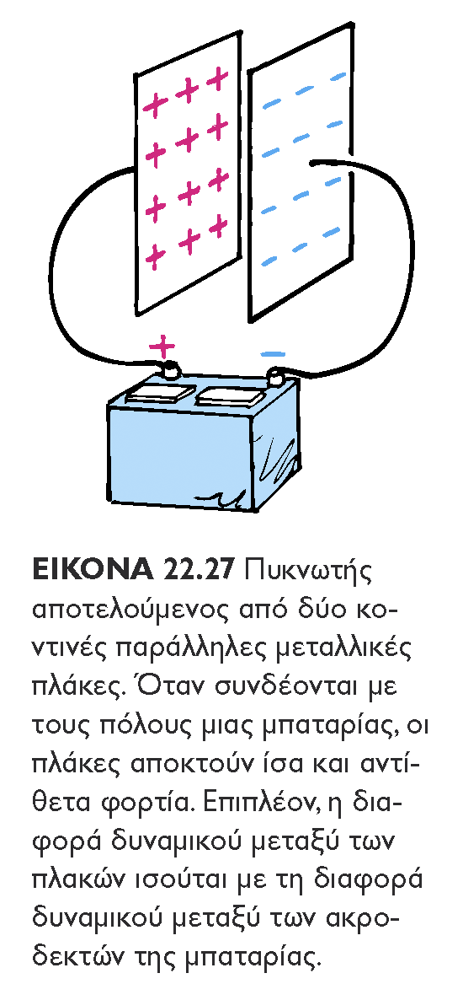 ΕΙΚΟΝΑ 22.27 Πυκνωτής
αποτελούμενος από δύο κο-
ντινές παράλληλες μεταλλικές
πλάκες. Όταν συνδέονται με
τους πόλους μιας μπαταρίας, οι
πλάκες αποκτούν ίσα και αντί-
θετα φορτία. Επιπλέον, η δια-
φορά δυναμικού μεταξύ των
πλακών ισούται με τη διαφορά
δυναμικού μεταξύ των ακρο-
δεκτών της μπαταρίας.